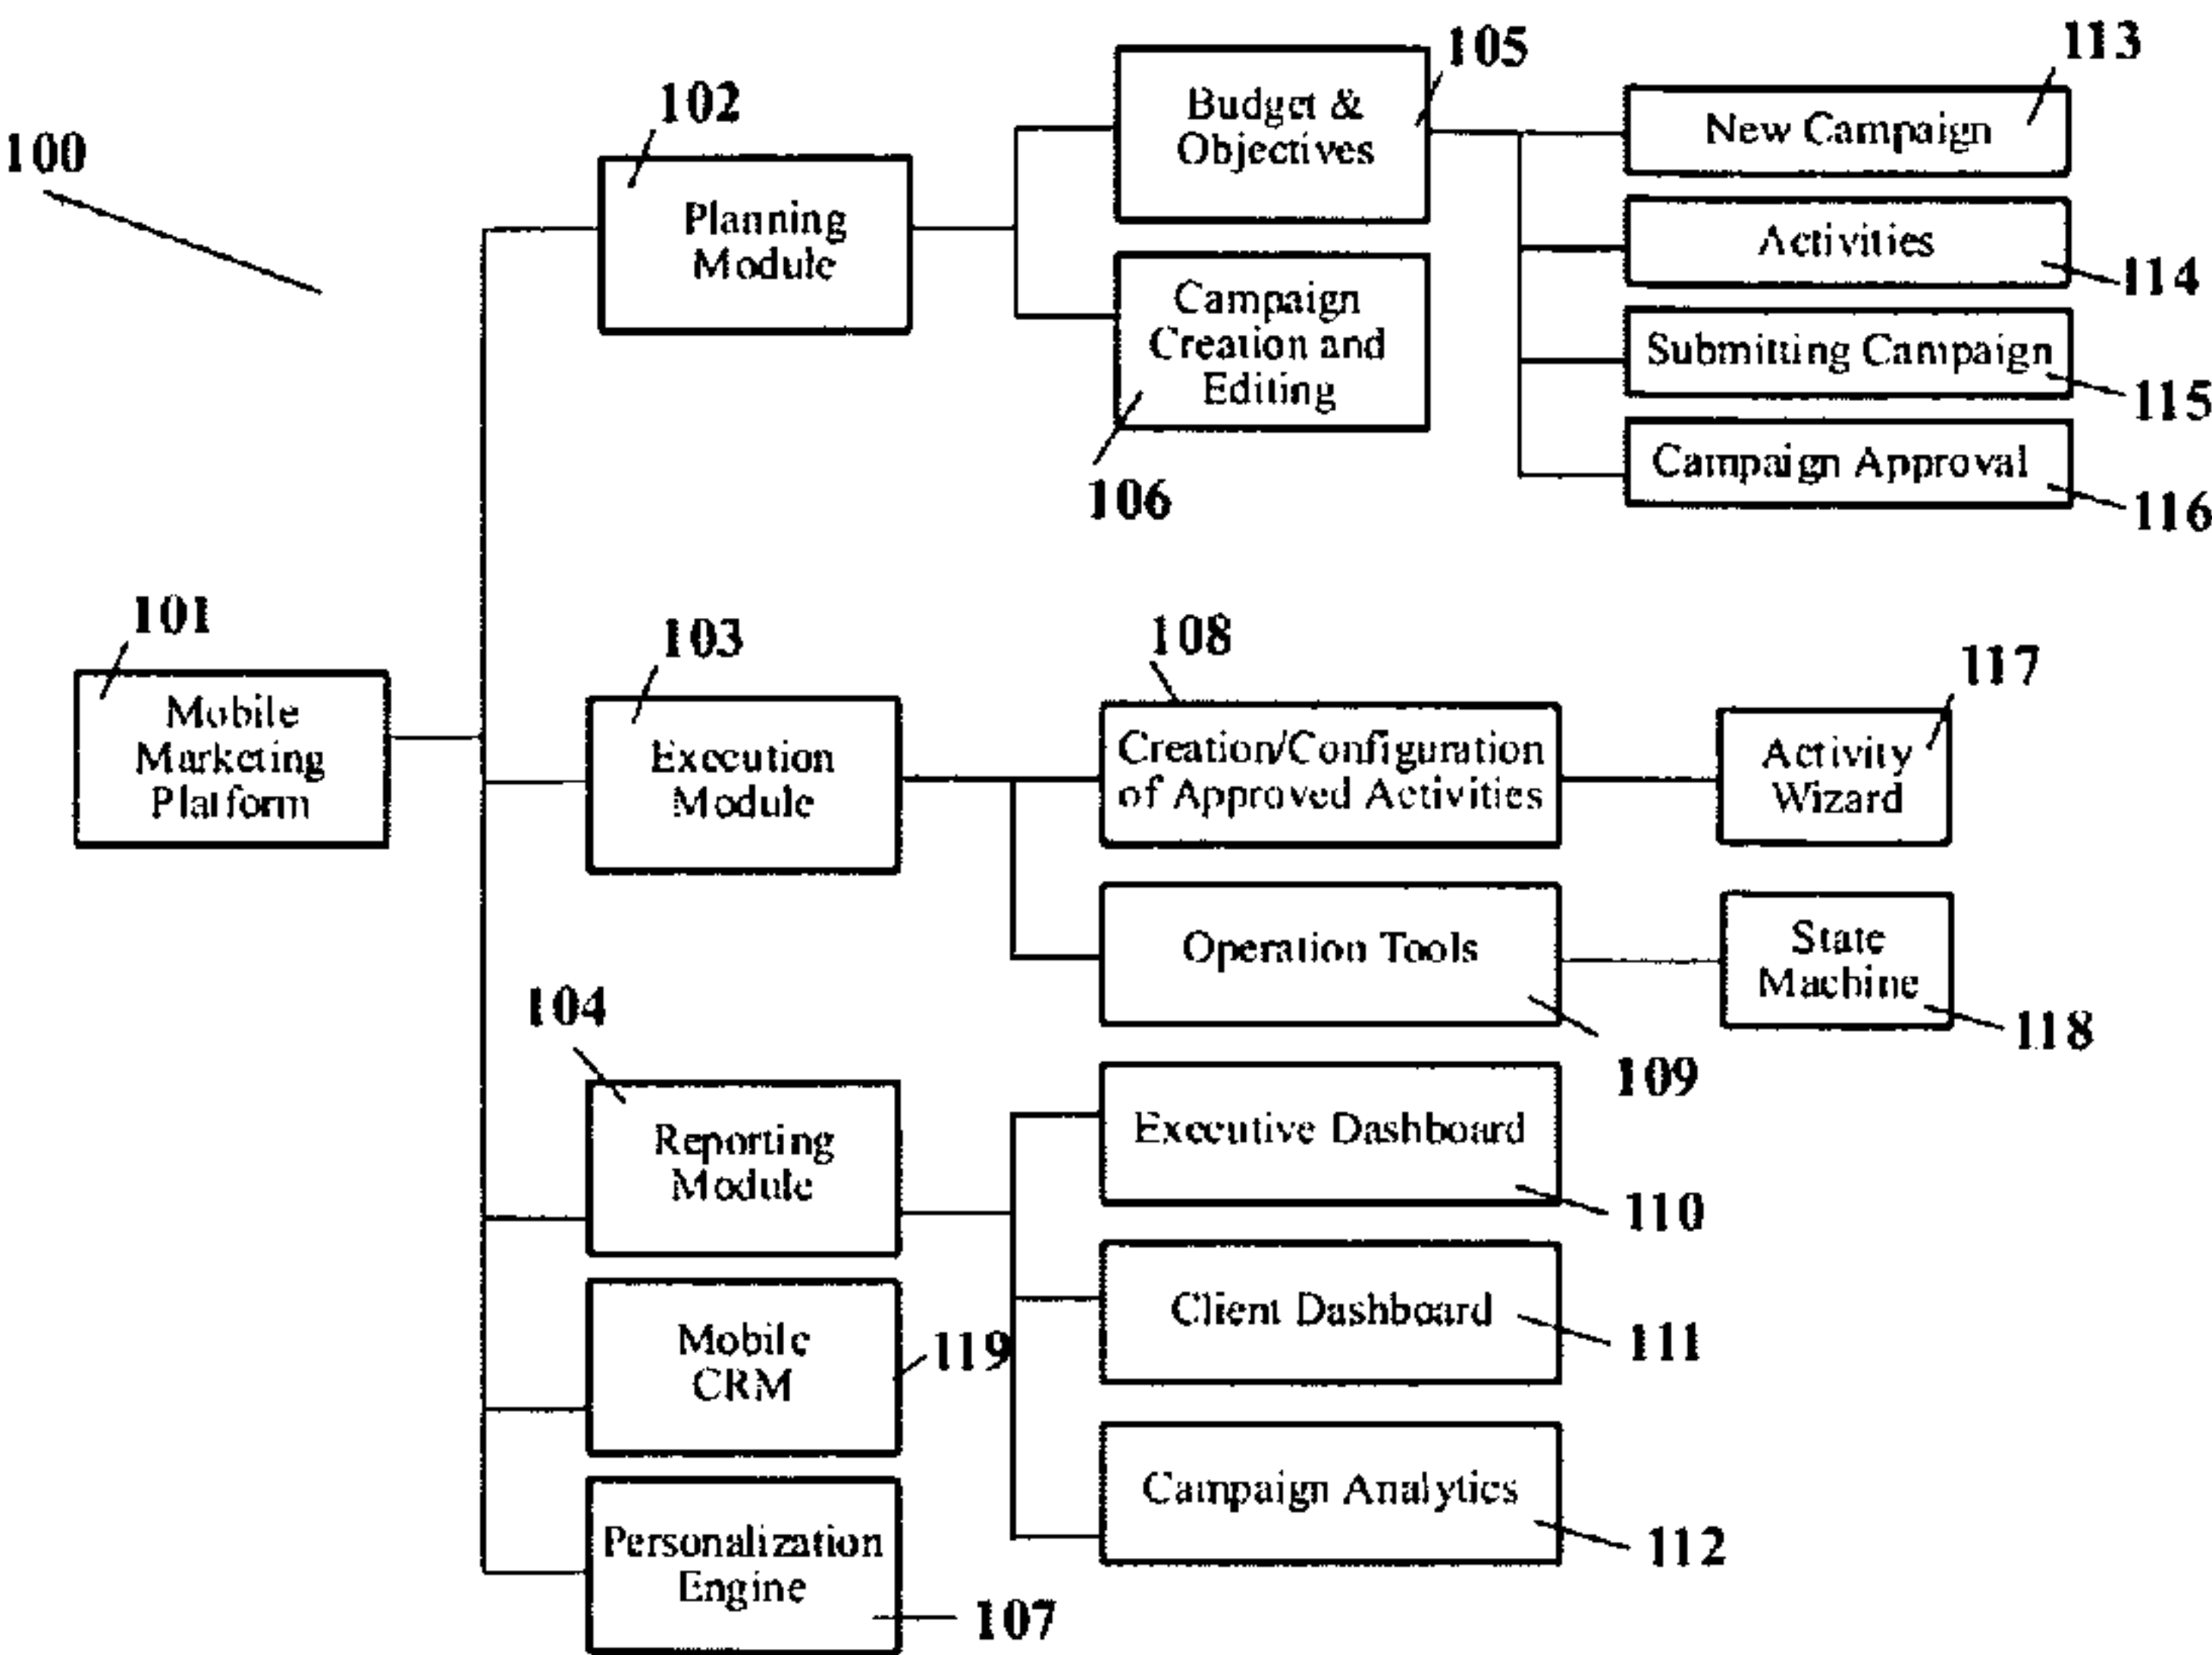 100
102
Planning
Module
105
Budget &
Objectives
106
Campaign
Creation and
Editing
113
New Campaign
114
Activities
115
Submitting Campaign
116
Campaign Approval
101
Mobile
Marketing
Platform
103
Execution
Module
108
Creation/Configuration
of Approved Activities
117
Activity
Wizard
109
Operation Tools
118
State
Machine
104
Reporting
Module
110
Executive Dashboard
111
Client Dashboard
112
Campaign Analytics
119
Mobile
CRM
107
Personalization
Engine